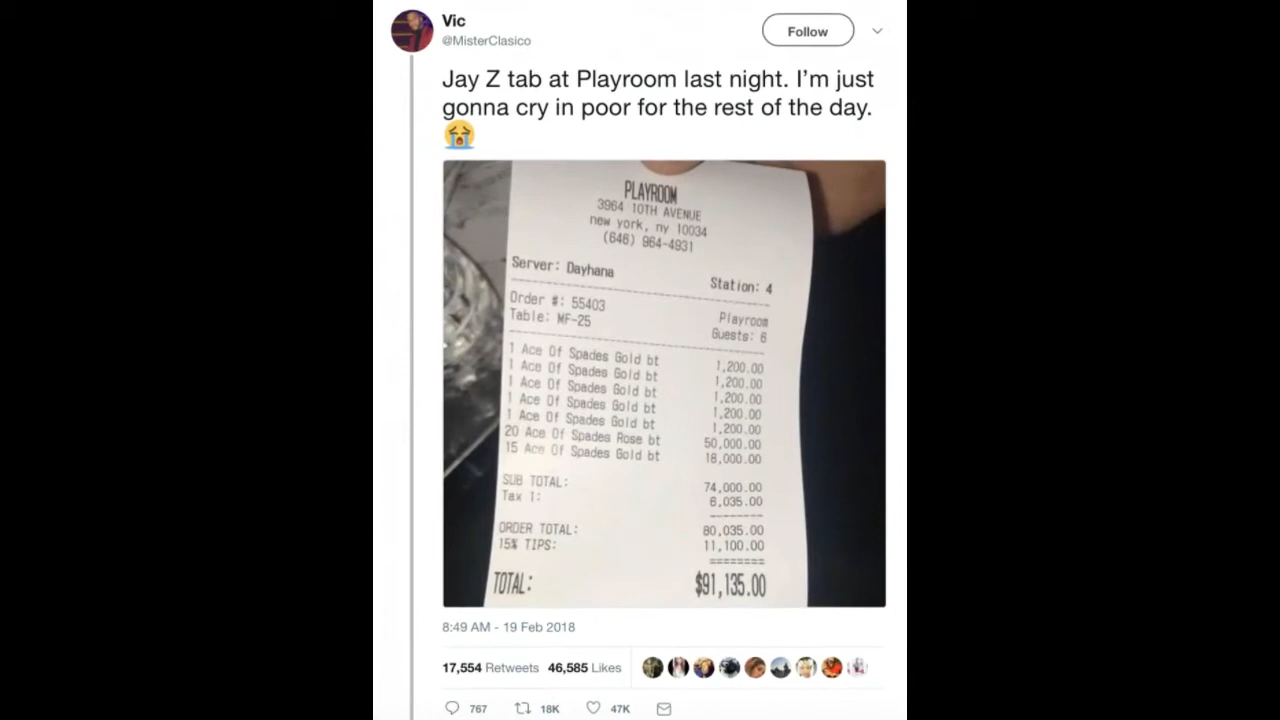 Vic
@MisterClasico
Follow
Jay Z tab at Playroom last night. I’m just
gonna cry in poor for the rest of the day.
😭
PLAYROOM
3964 10TH AVENUE
new york, ny 10034
(646) 964-4931
Server: Dayhana
Station: 4
Order #: 55403
Playroom
Table: MF-25
Guests: 6
1 Ace Of Spades Gold bt 1,200.00
1 Ace Of Spades Gold bt 1,200.00
1 Ace Of Spades Gold bt 1,200.00
1 Ace Of Spades Gold bt 1,200.00
1 Ace Of Spades Gold bt 1,200.00
20 Ace Of Spades Rose bt 50,000.00
15 Ace Of Spades Gold bt 18,000.00
SUB TOTAL: 74,000.00
Tax 1: 6,035.00
ORDER TOTAL: 80,035.00
15% TIPS: 11,100.00
TOTAL: $91,135.00
8:49 AM - 19 Feb 2018
17,554 Retweets 46,585 Likes
767 18K 47K